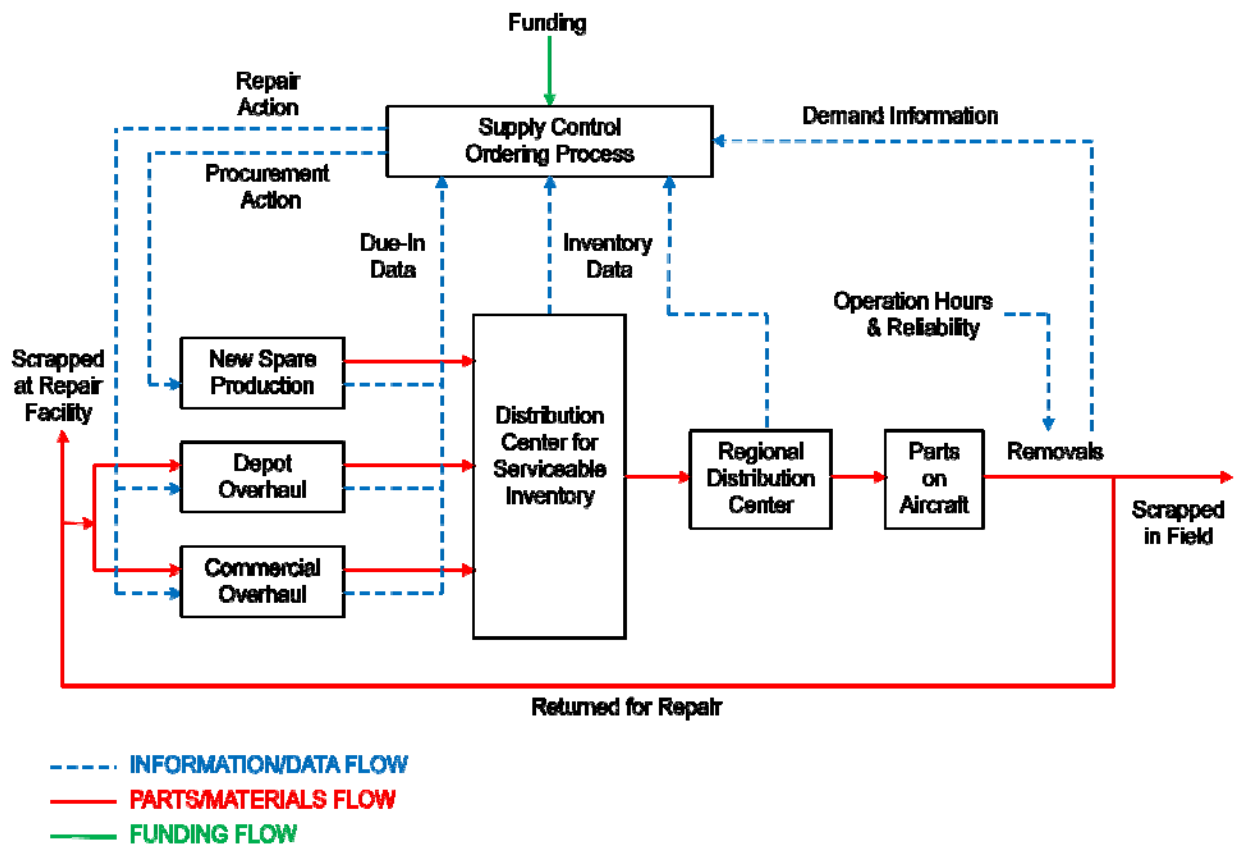 Funding
Repair
Action
Supply Control
Ordering Process
Demand Information
Procurement
Action
Due-In
Data
Inventory
Data
Operation Hours
& Reliability
Scrapped
at Repair
Facility
New Spare
Production
Distribution
Center for
Serviceable
Inventory
Depot
Overhaul
Regional
Distribution
Center
Parts
on
Aircraft
Removals
Scrapped
in Field
Commercial
Overhaul
Returned for Repair
INFORMATION/DATA FLOW
PARTS/MATERIALS FLOW
FUNDING FLOW